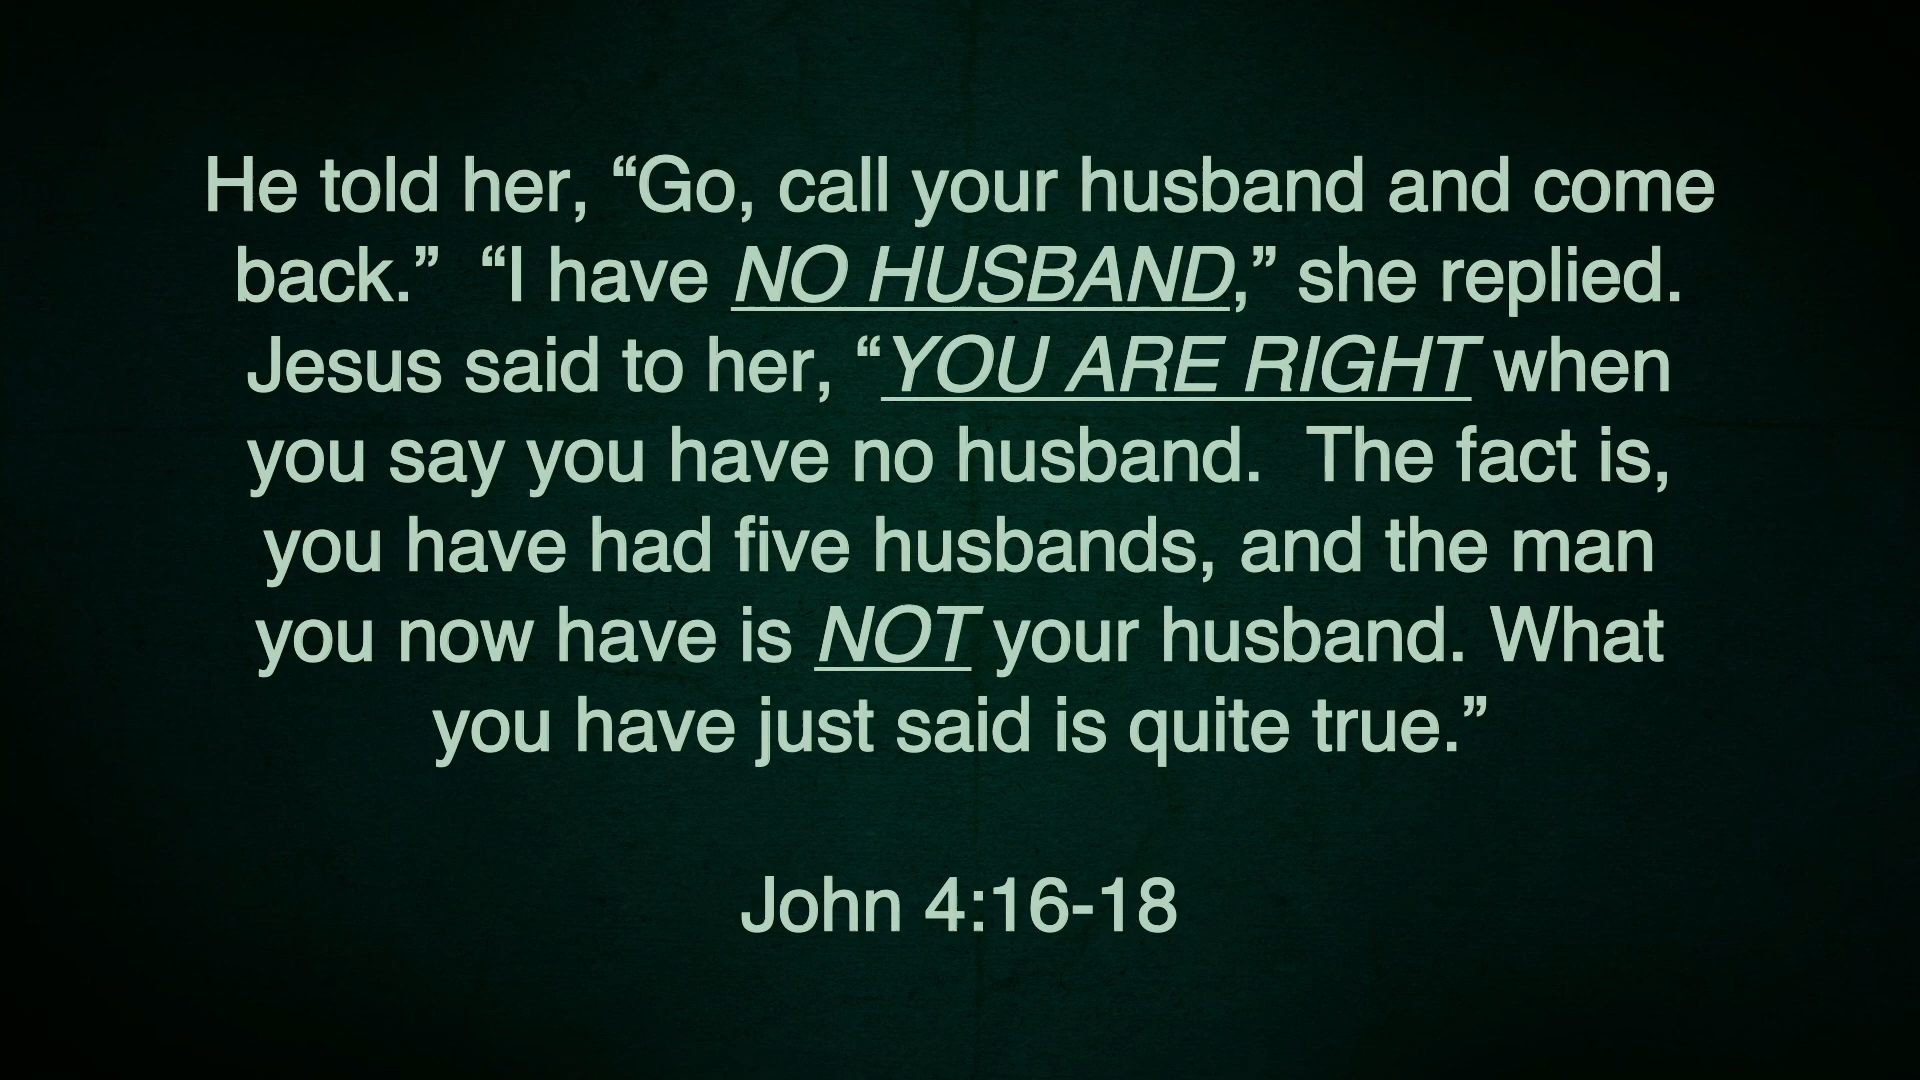 He told her, “Go, call your husband and come
back.”  “I have NO HUSBAND,” she replied.
Jesus said to her, “YOU ARE RIGHT when
you say you have no husband.  The fact is,
you have had five husbands, and the man
you now have is NOT your husband. What
you have just said is quite true.”
John 4:16-18